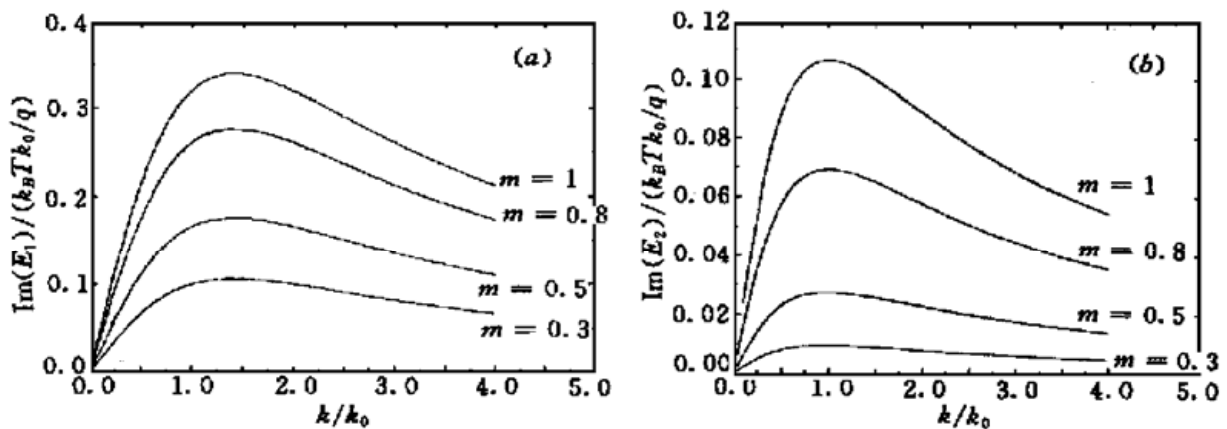 (a)
Im(E₁)/(k_BTk₀/q)
0.4
0.3
0.2
0.1
0.0
m = 1
m = 0.8
m = 0.5
m = 0.3
0.0 1.0 2.0 3.0 4.0 5.0
k/k₀
(b)
Im(E₂)/(k_BTk₀/q)
0.12
0.10
0.08
0.06
0.04
0.02
0.00
m = 1
m = 0.8
m = 0.5
m = 0.3
0.0 1.0 2.0 3.0 4.0 5.0
k/k₀